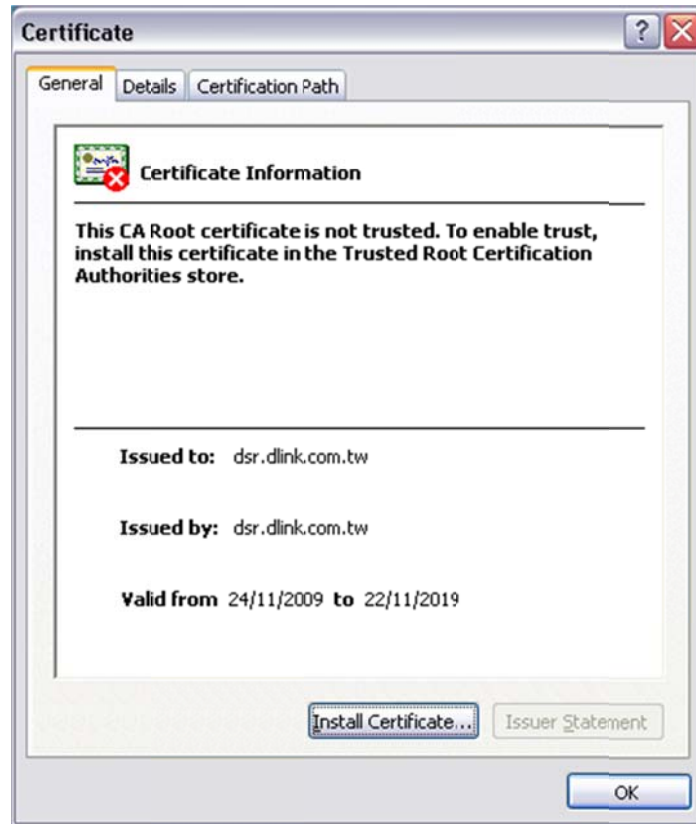 Certificate
General Details Certification Path
Certificate Information
This CA Root certificate is not trusted. To enable trust,
install this certificate in the Trusted Root Certification
Authorities store.
Issued to: dsr.dlink.com.tw
Issued by: dsr.dlink.com.tw
Valid from 24/11/2009 to 22/11/2019
Install Certificate... Issuer Statement
OK